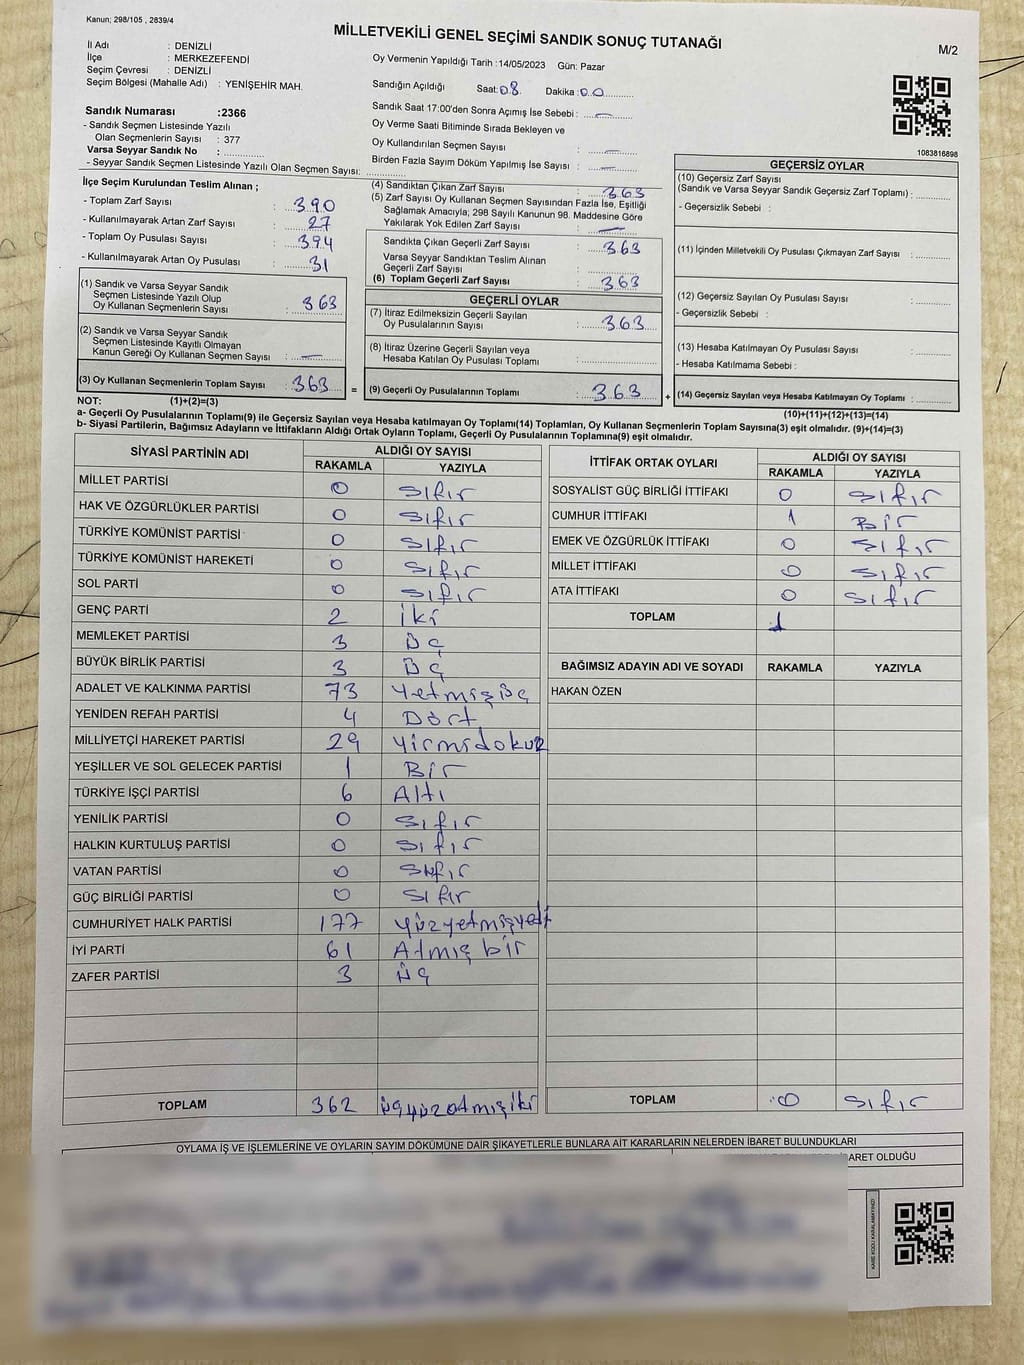 Kanun; 298/105 , 2839/4
MİLLETVEKİLİ GENEL SEÇİMİ SANDIK SONUÇ TUTANAĞI
M/2
İl Adı : DENİZLİ
İlçe : MERKEZEFENDİ
Seçim Çevresi : DENİZLİ
Seçim Bölgesi (Mahalle Adı) : YENİŞEHİR MAH.
Oy Vermenin Yapıldığı Tarih :14/05/2023 Gün: Pazar
Sandığın Açıldığı Saat:08 Dakika:00
Sandık Saat 17:00'den Sonra Açımış İse Sebebi : —
Oy Verme Saati Bitiminde Sırada Bekleyen ve
Oy Kullandırılan Seçmen Sayısı : —
Birden Fazla Sayım Döküm Yapılmış İse Sayısı : —
Sandık Numarası :2366
- Sandık Seçmen Listesinde Yazılı
Olan Seçmenlerin Sayısı : 377
Varsa Seyyar Sandık No :
- Seyyar Sandık Seçmen Listesinde Yazılı Olan Seçmen Sayısı:
1083816898
İlçe Seçim Kurulundan Teslim Alınan ;
- Toplam Zarf Sayısı : 390
- Kullanılmayarak Artan Zarf Sayısı : 27
- Toplam Oy Pusulası Sayısı : 394
- Kullanılmayarak Artan Oy Pusulası : 31
(1) Sandık ve Varsa Seyyar Sandık
Seçmen Listesinde Yazılı Olup
Oy Kullanan Seçmenlerin Sayısı : 363
(2) Sandık ve Varsa Seyyar Sandık
Seçmen Listesinde Kayıtlı Olmayan
Kanun Gereği Oy Kullanan Seçmen Sayısı : —
(3) Oy Kullanan Seçmenlerin Toplam Sayısı : 363 =
(4) Sandıktan Çıkan Zarf Sayısı : 363
(5) Zarf Sayısı Oy Kullanan Seçmen Sayısından Fazla İse, Eşitliği
Sağlamak Amacıyla; 298 Sayılı Kanunun 98. Maddesine Göre
Yakılarak Yok Edilen Zarf Sayısı : —
Sandıkta Çıkan Geçerli Zarf Sayısı : 363
Varsa Seyyar Sandıktan Teslim Alınan
Geçerli Zarf Sayısı :
(6) Toplam Geçerli Zarf Sayısı : 363
GEÇERLİ OYLAR
(7) İtiraz Edilmeksizin Geçerli Sayılan
Oy Pusulalarının Sayısı : 363
(8) İtiraz Üzerine Geçerli Sayılan veya
Hesaba Katılan Oy Pusulası Toplamı :
(9) Geçerli Oy Pusulalarının Toplamı : 363 +
GEÇERSİZ OYLAR
(10) Geçersiz Zarf Sayısı
(Sandık ve Varsa Seyyar Sandık Geçersiz Zarf Toplamı) :
- Geçersizlik Sebebi :
(11) İçinden Milletvekili Oy Pusulası Çıkmayan Zarf Sayısı :
(12) Geçersiz Sayılan Oy Pusulası Sayısı :
- Geçersizlik Sebebi :
(13) Hesaba Katılmayan Oy Pusulası Sayısı :
- Hesaba Katılmama Sebebi :
(14) Geçersiz Sayılan veya Hesaba Katılmayan Oy Toplamı :
NOT: (1)+(2)=(3)
(10)+(11)+(12)+(13)=(14)
a- Geçerli Oy Pusulalarının Toplamı(9) ile Geçersiz Sayılan veya Hesaba katılmayan Oy Toplamı(14) Toplamları, Oy Kullanan Seçmenlerin Toplam Sayısına(3) eşit olmalıdır. (9)+(14)=(3)
b- Siyasi Partilerin, Bağımsız Adayların ve İttifakların Aldığı Ortak Oyların Toplamı, Geçerli Oy Pusulalarının Toplamına(9) eşit olmalıdır.
SİYASİ PARTİNİN ADI ALDIĞI OY SAYISI
RAKAMLA YAZIYLA
MİLLET PARTİSİ 0 sıfır
HAK VE ÖZGÜRLÜKLER PARTİSİ 0 sıfır
TÜRKİYE KOMÜNİST PARTİSİ 0 sıfır
TÜRKİYE KOMÜNİST HAREKETİ 0 sıfır
SOL PARTİ 0 sıfır
GENÇ PARTİ 2 iki
MEMLEKET PARTİSİ 3 üç
BÜYÜK BİRLİK PARTİSİ 3 üç
ADALET VE KALKINMA PARTİSİ 73 Yetmişüç
YENİDEN REFAH PARTİSİ 4 Dört
MİLLİYETÇİ HAREKET PARTİSİ 29 Yirmidokuz
YEŞİLLER VE SOL GELECEK PARTİSİ 1 Bir
TÜRKİYE İŞÇİ PARTİSİ 6 Altı
YENİLİK PARTİSİ 0 sıfır
HALKIN KURTULUŞ PARTİSİ 0 sıfır
VATAN PARTİSİ 0 sıfır
GÜÇ BİRLİĞİ PARTİSİ 0 sıfır
CUMHURİYET HALK PARTİSİ 177 yüzyetmişyedi
İYİ PARTİ 61 Atmış bir
ZAFER PARTİSİ 3 üç
TOPLAM 362 üçyüzatmışiki
İTTİFAK ORTAK OYLARI ALDIĞI OY SAYISI
RAKAMLA YAZIYLA
SOSYALİST GÜÇ BİRLİĞİ İTTİFAKI 0 sıfır
CUMHUR İTTİFAKI 1 Bir
EMEK VE ÖZGÜRLÜK İTTİFAKI 0 sıfır
MİLLET İTTİFAKI 0 sıfır
ATA İTTİFAKI 0 sıfır
TOPLAM 1
BAĞIMSIZ ADAYIN ADI VE SOYADI RAKAMLA YAZIYLA
HAKAN ÖZEN
TOPLAM 0 sıfır
OYLAMA İŞ VE İŞLEMLERİNE VE OYLARIN SAYIM DÖKÜMÜNE DAİR ŞİKAYETLERLE BUNLARA AİT KARARLARIN NELERDEN İBARET BULUNDUKLARI
OLDUĞU
KARE KODU KARALAMAYINIZ!